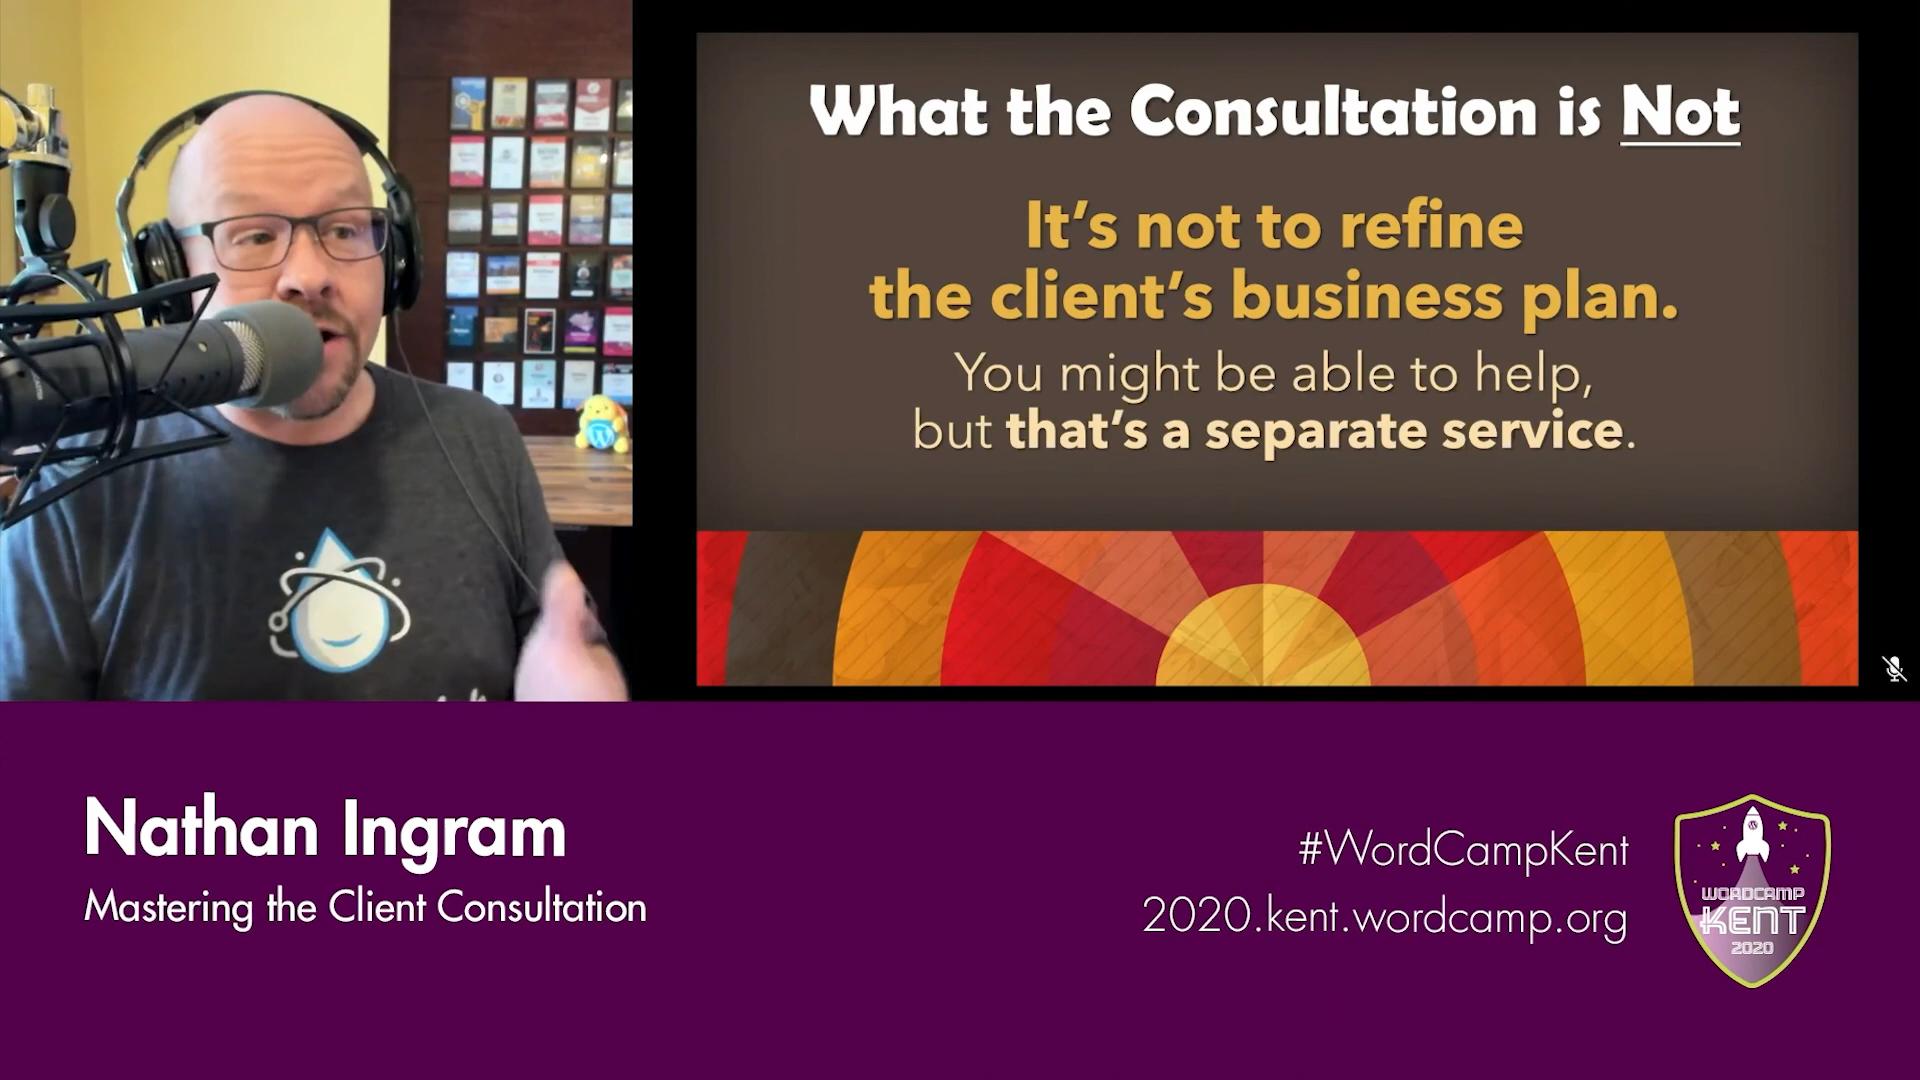 What the Consultation is Not
It's not to refine
the client's business plan.
You might be able to help,
but that's a separate service.
Nathan Ingram
Mastering the Client Consultation
#WordCampKent
2020.kent.wordcamp.org
WORDCAMP
KENT
2020